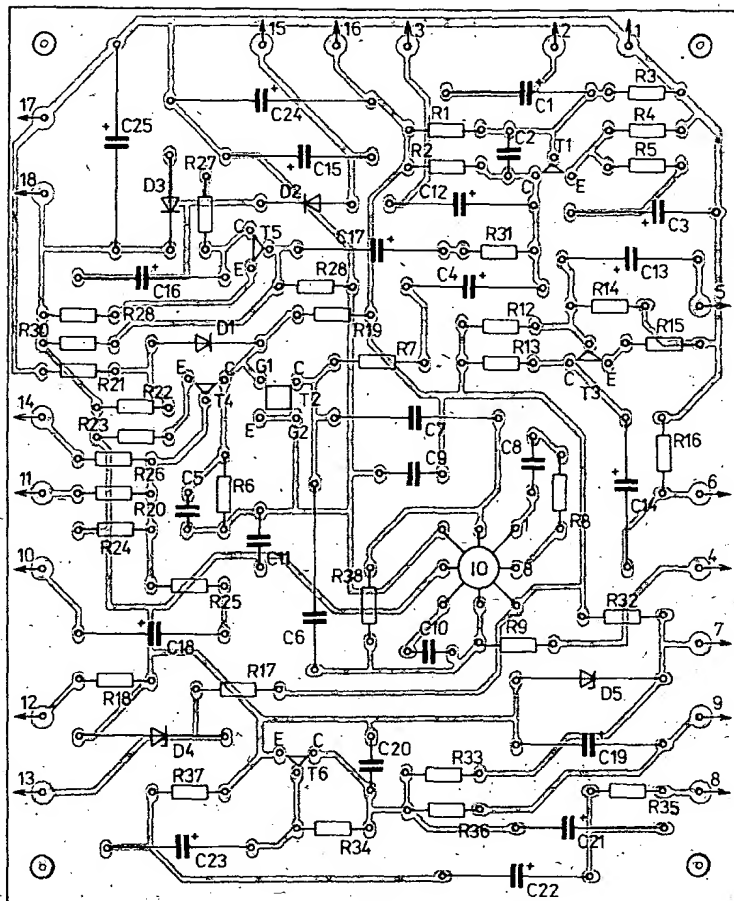 15 16 3 2 1
R3
C24 C1
17 R1 R4
C25 C2 T1
R27 C15 R2 R5
18 D3 D2 C12 C E
C3
C T5 C17 R31
E C16 R28 C4 C13
R14 5
R28 R19 R12
R30 D1 R15
R7 R13
R21 E C G1 C C E
R22 T4 T2 T3
14 R23 E G2 C7
R16
R26 C9 C8
11 C5 R6 6
R20 R8 C14
R24 1
C11
10 IO 8 4
R38
R25 R32
C6 C10 R9
C18 7
R18 R17 D5
12 9
D4 E C C20 C19
T6 R33
13 R37 8
R35
R36
R34 C21
C23
C22